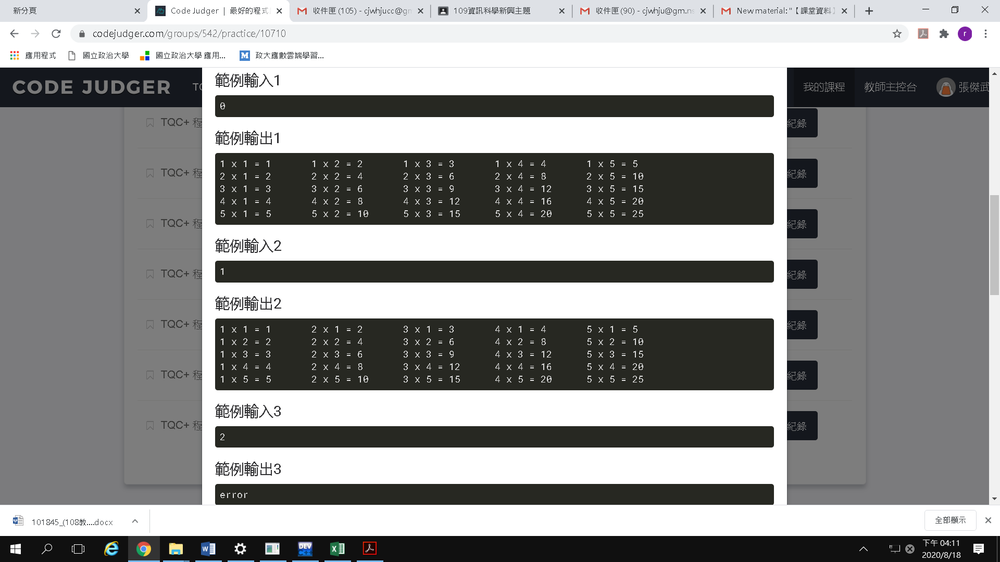 新分頁
Code Judger | 最好的程式
收件匣 (105) - cjwhjucc@gm
109資訊科學新興主題
收件匣 (90) - cjwhju@gm.ns
New material: "【 課堂資料
codejudger.com/groups/542/practice/10710
r
應用程式
國立政治大學
國立政治大學 應用...
政大應數雲端學習...
CODE JUDGER
TQ
我的課程
教師主控台
張傑武
TQC+ 程
TQC+ 程
TQC+ 程
TQC+ 程
TQC+ 程
TQC+ 程
TQC+ 程
紀錄
紀錄
紀錄
紀錄
紀錄
紀錄
紀錄
範例輸入1
0
範例輸出1
1 x 1 = 1 1 x 2 = 2 1 x 3 = 3 1 x 4 = 4 1 x 5 = 5
2 x 1 = 2 2 x 2 = 4 2 x 3 = 6 2 x 4 = 8 2 x 5 = 10
3 x 1 = 3 3 x 2 = 6 3 x 3 = 9 3 x 4 = 12 3 x 5 = 15
4 x 1 = 4 4 x 2 = 8 4 x 3 = 12 4 x 4 = 16 4 x 5 = 20
5 x 1 = 5 5 x 2 = 10 5 x 3 = 15 5 x 4 = 20 5 x 5 = 25
範例輸入2
1
範例輸出2
1 x 1 = 1 2 x 1 = 2 3 x 1 = 3 4 x 1 = 4 5 x 1 = 5
1 x 2 = 2 2 x 2 = 4 3 x 2 = 6 4 x 2 = 8 5 x 2 = 10
1 x 3 = 3 2 x 3 = 6 3 x 3 = 9 4 x 3 = 12 5 x 3 = 15
1 x 4 = 4 2 x 4 = 8 3 x 4 = 12 4 x 4 = 16 5 x 4 = 20
1 x 5 = 5 2 x 5 = 10 3 x 5 = 15 4 x 5 = 20 5 x 5 = 25
範例輸入3
2
範例輸出3
error
101845_(108教....docx
全部顯示
DEV
C++
下午 04:11
2020/8/18